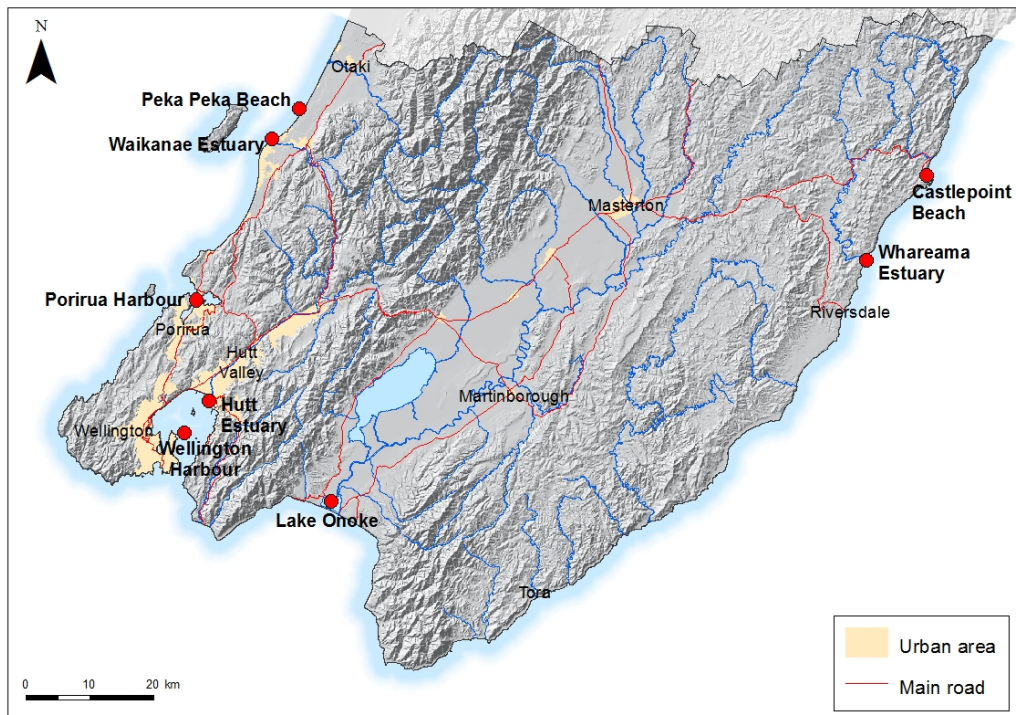 N
Otaki
Peka Peka Beach
Waikanae Estuary
Masterton
Castlepoint
Beach
Whareama
Estuary
Porirua Harbour
Porirua
Riversdale
Hutt
Valley
Martinborough
Hutt
Estuary
Wellington
Wellington
Harbour
Lake Onoke
Tora
Urban area
Main road
0 10 20 km